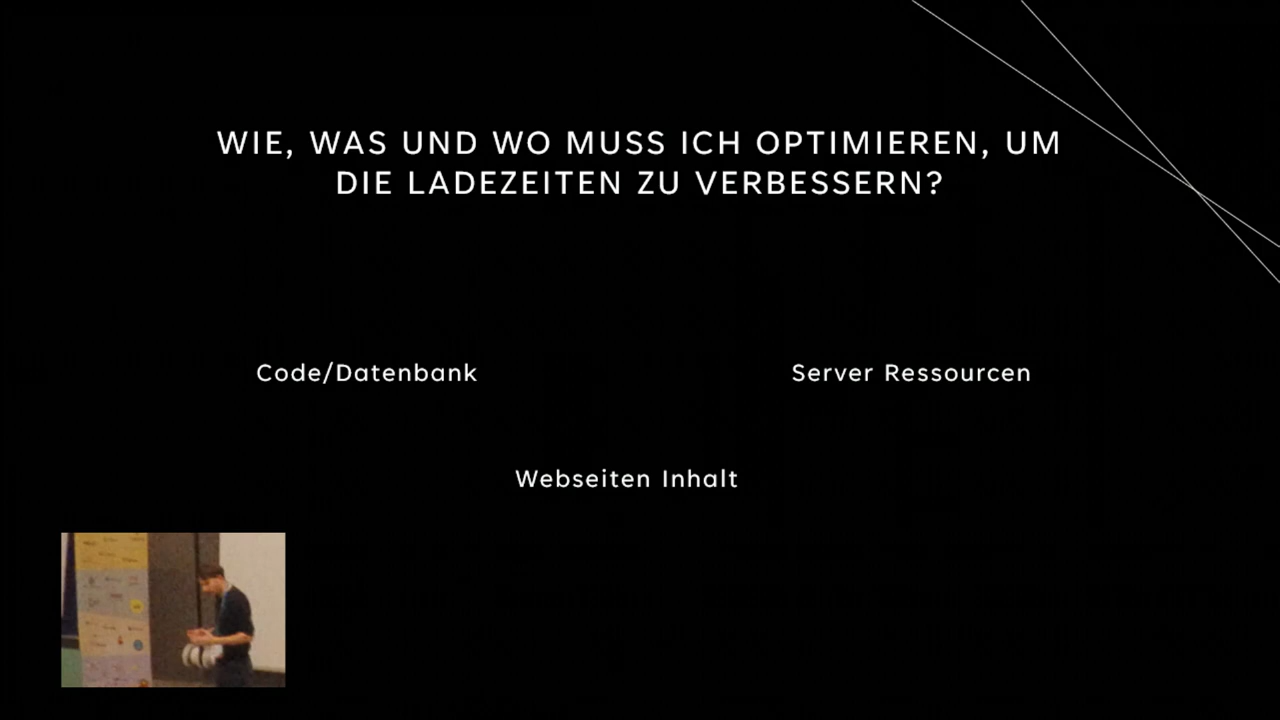 WIE, WAS UND WO MUSS ICH OPTIMIEREN, UM
DIE LADEZEITEN ZU VERBESSERN?
Code/Datenbank
Server Ressourcen
Webseiten Inhalt